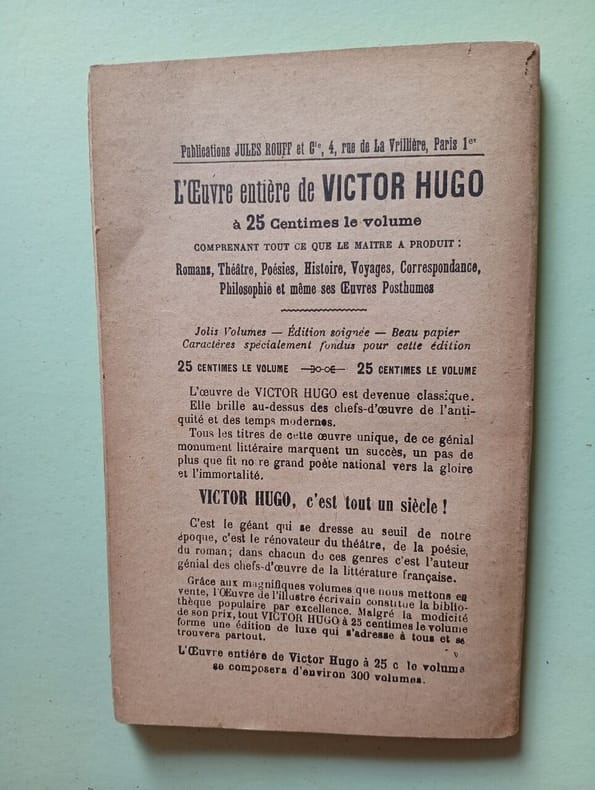 Publications JULES ROUFF et Cie, 4, rue de La Vrillière, Paris 1er
L'Œuvre entière de VICTOR HUGO
à 25 Centimes le volume
COMPRENANT TOUT CE QUE LE MAITRE A PRODUIT :
Romans, Théâtre, Poésies, Histoire, Voyages, Correspondance,
Philosophie et même ses Œuvres Posthumes
Jolis Volumes — Édition soignée — Beau papier
Caractères spécialement fondus pour cette édition
25 CENTIMES LE VOLUME 25 CENTIMES LE VOLUME
L'œuvre de VICTOR HUGO est devenue classique.
Elle brille au-dessus des chefs-d'œuvre de l'anti-
quité et des temps modernes.
Tous les titres de cette œuvre unique, de ce génial
monument littéraire marquent un succès, un pas de
plus que fit no re grand poète national vers la gloire
et l'immortalité.
VICTOR HUGO, c'est tout un siècle !
C'est le géant qui se dresse au seuil de notre
époque, c'est le rénovateur du théâtre, de la poésie,
du roman; dans chacun de ces genres c'est l'auteur
génial des chefs-d'œuvre de la littérature française.
Grâce aux magnifiques volumes que nous mettons en
vente, l'Œuvre de l'illustre écrivain constitue la biblio-
thèque populaire par excellence. Malgré la modicité
de son prix, tout VICTOR HUGO à 25 centimes le volume
forme une édition de luxe qui s'adresse à tous et se
trouvera partout.
L'Œuvre entière de Victor Hugo à 25 c le volume
se composera d'environ 300 volumes.